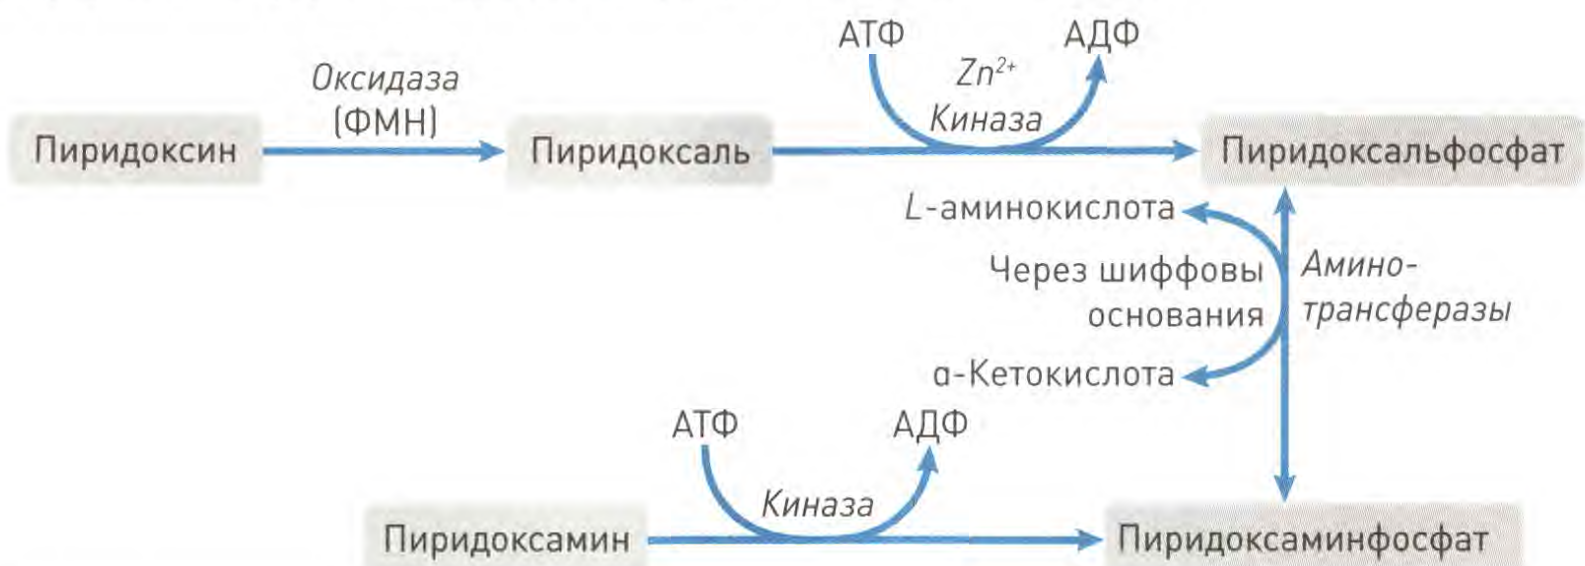 АТФ
АДФ
Оксидаза
(ФМН)
Zn²⁺
Киназа
Пиридоксин
Пиридоксаль
Пиридоксальфосфат
L-аминокислота
Через шиффовы
основания
Амино-
трансферазы
α-Кетокислота
АТФ
АДФ
Киназа
Пиридоксамин
Пиридоксаминфосфат